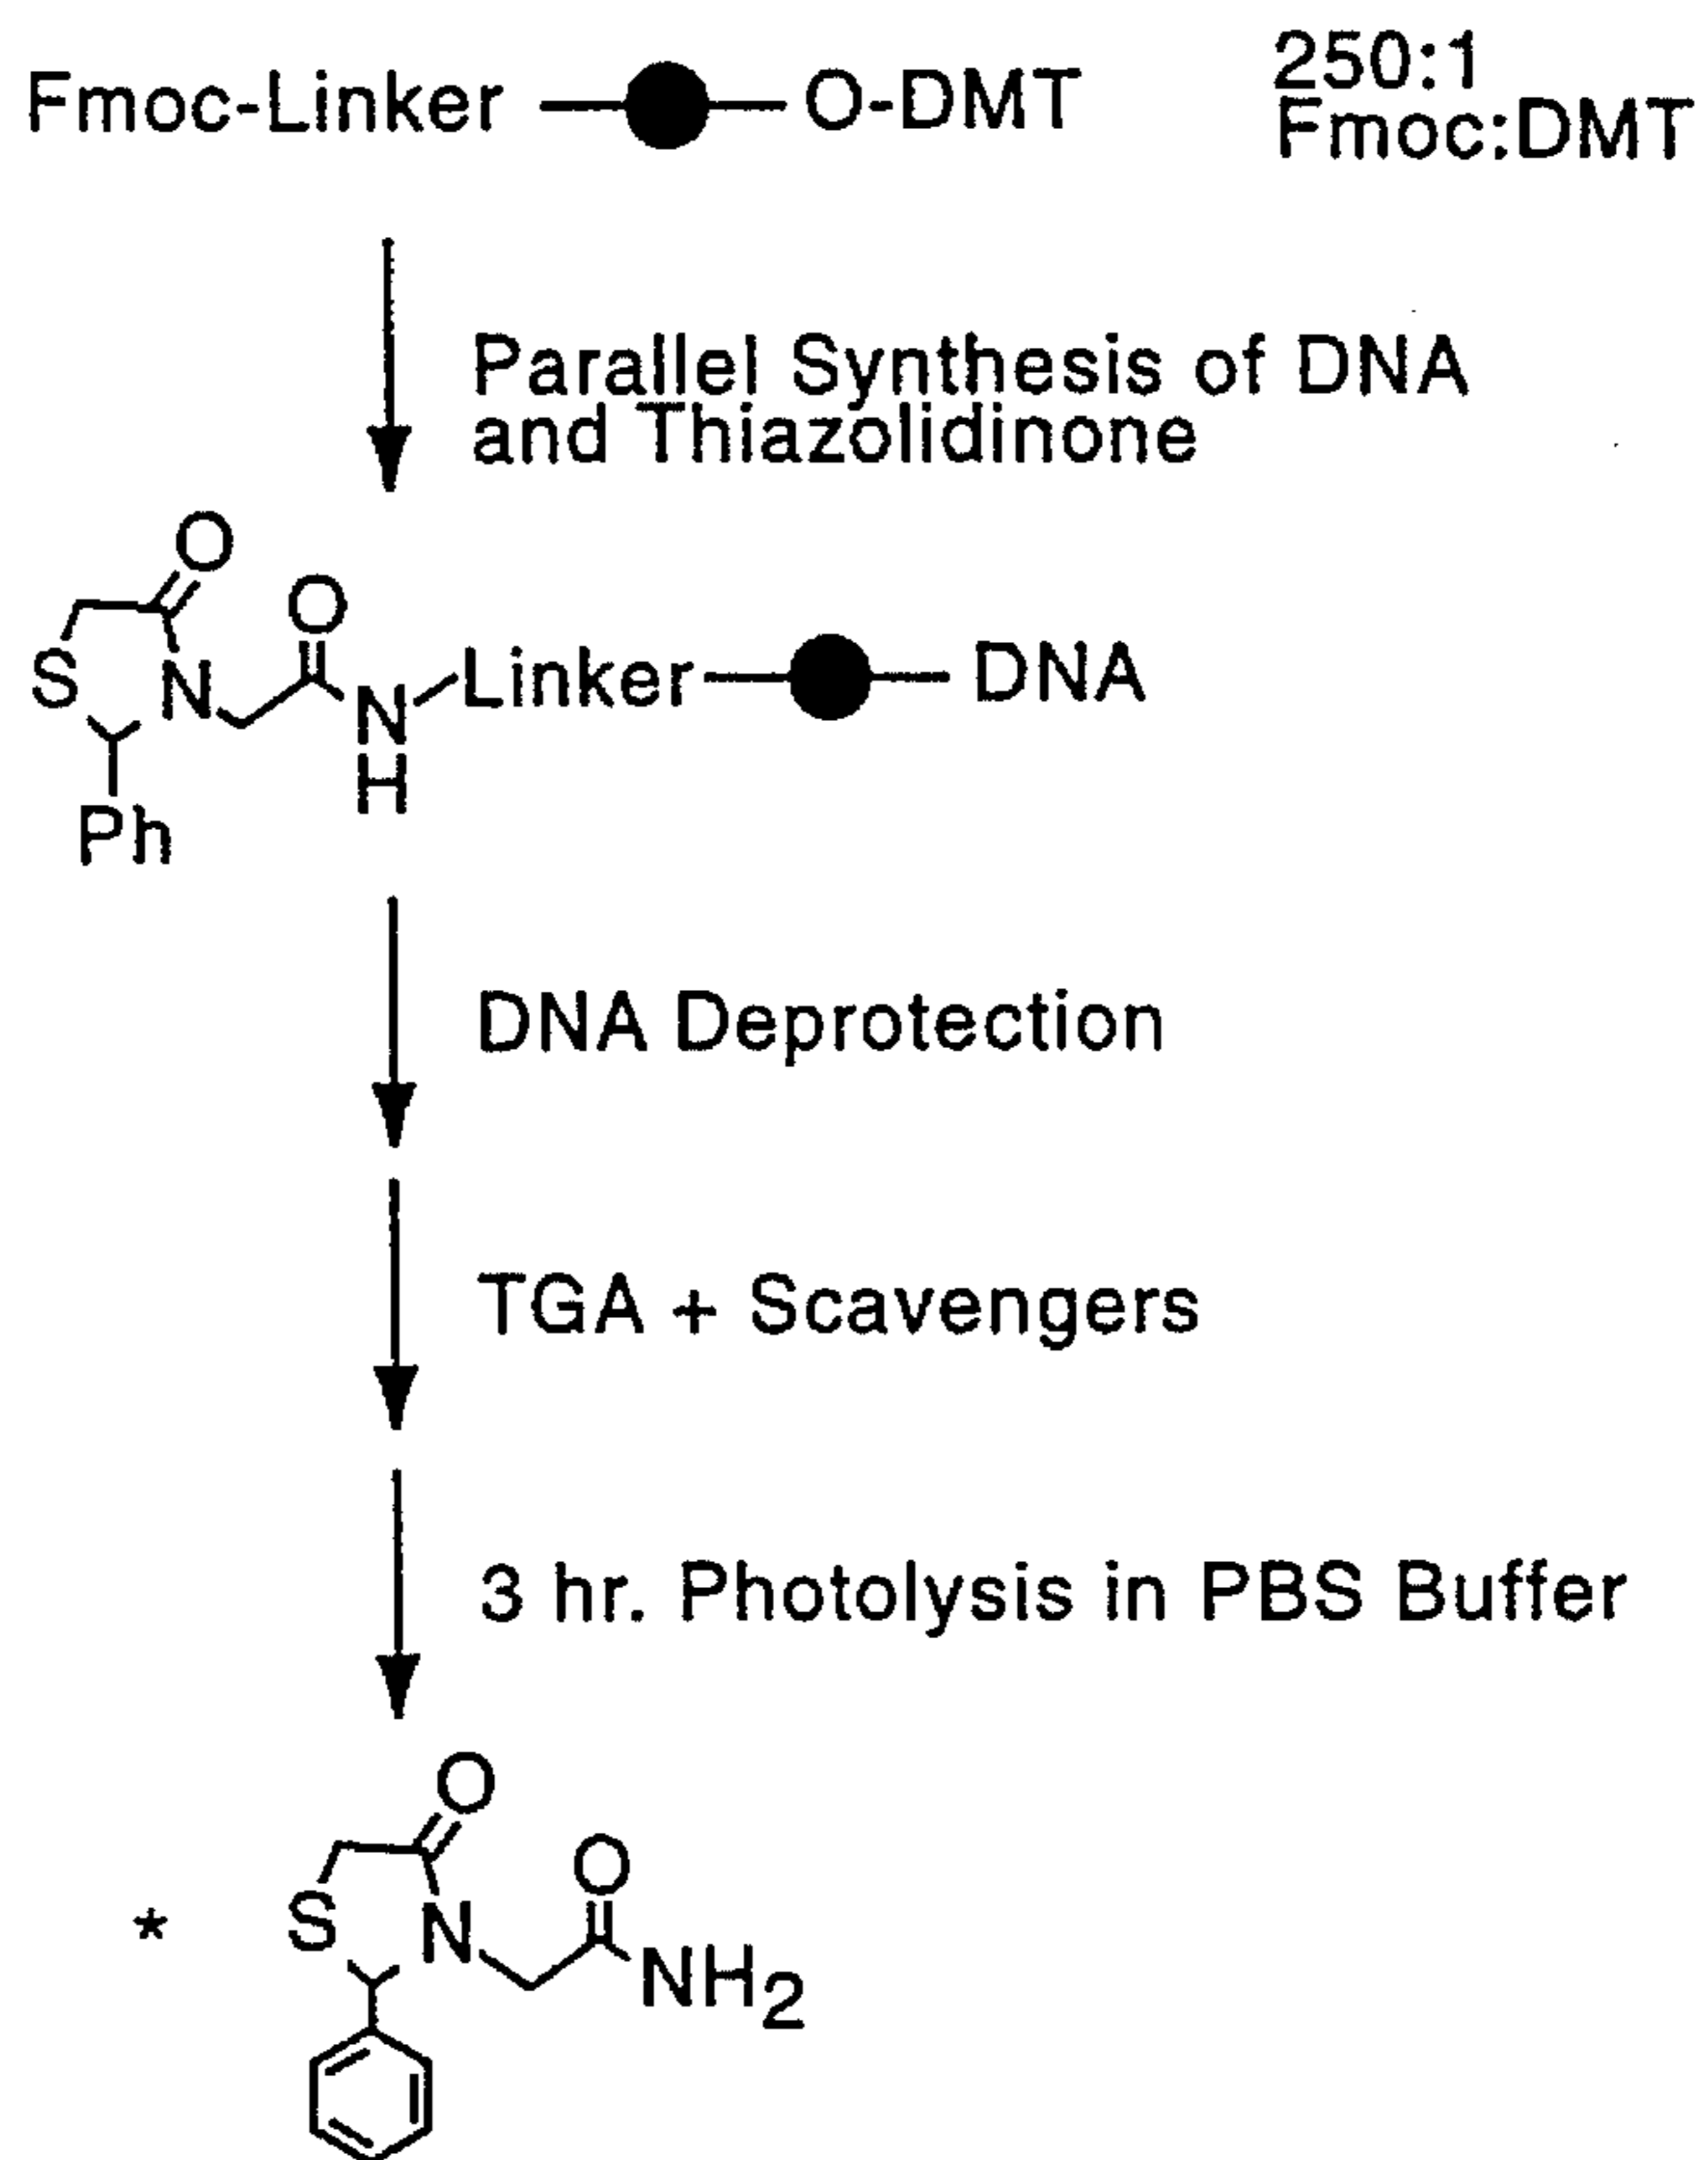 Fmoc-Linker O-DMT
250:1
Fmoc:DMT
Parallel Synthesis of DNA
and Thiazolidinone
O
O
S N N Linker DNA
H
Ph
DNA Deprotection
TGA + Scavengers
3 hr. Photolysis in PBS Buffer
O
O
* S N NH2